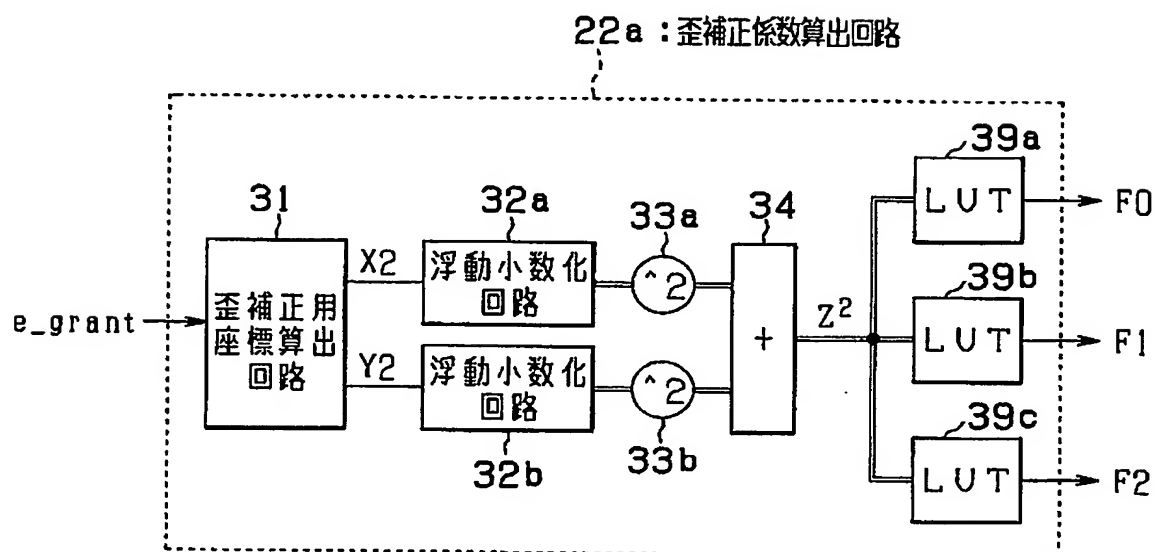 22a：歪補正係数算出回路
39a
LUT
F0
31
32a
33a
34
X2
浮動小数化
回路
^2
歪補正用
座標算出
回路
e_grant
+
Z²
39b
LUT
F1
Y2
浮動小数化
回路
^2
32b
33b
39c
LUT
F2